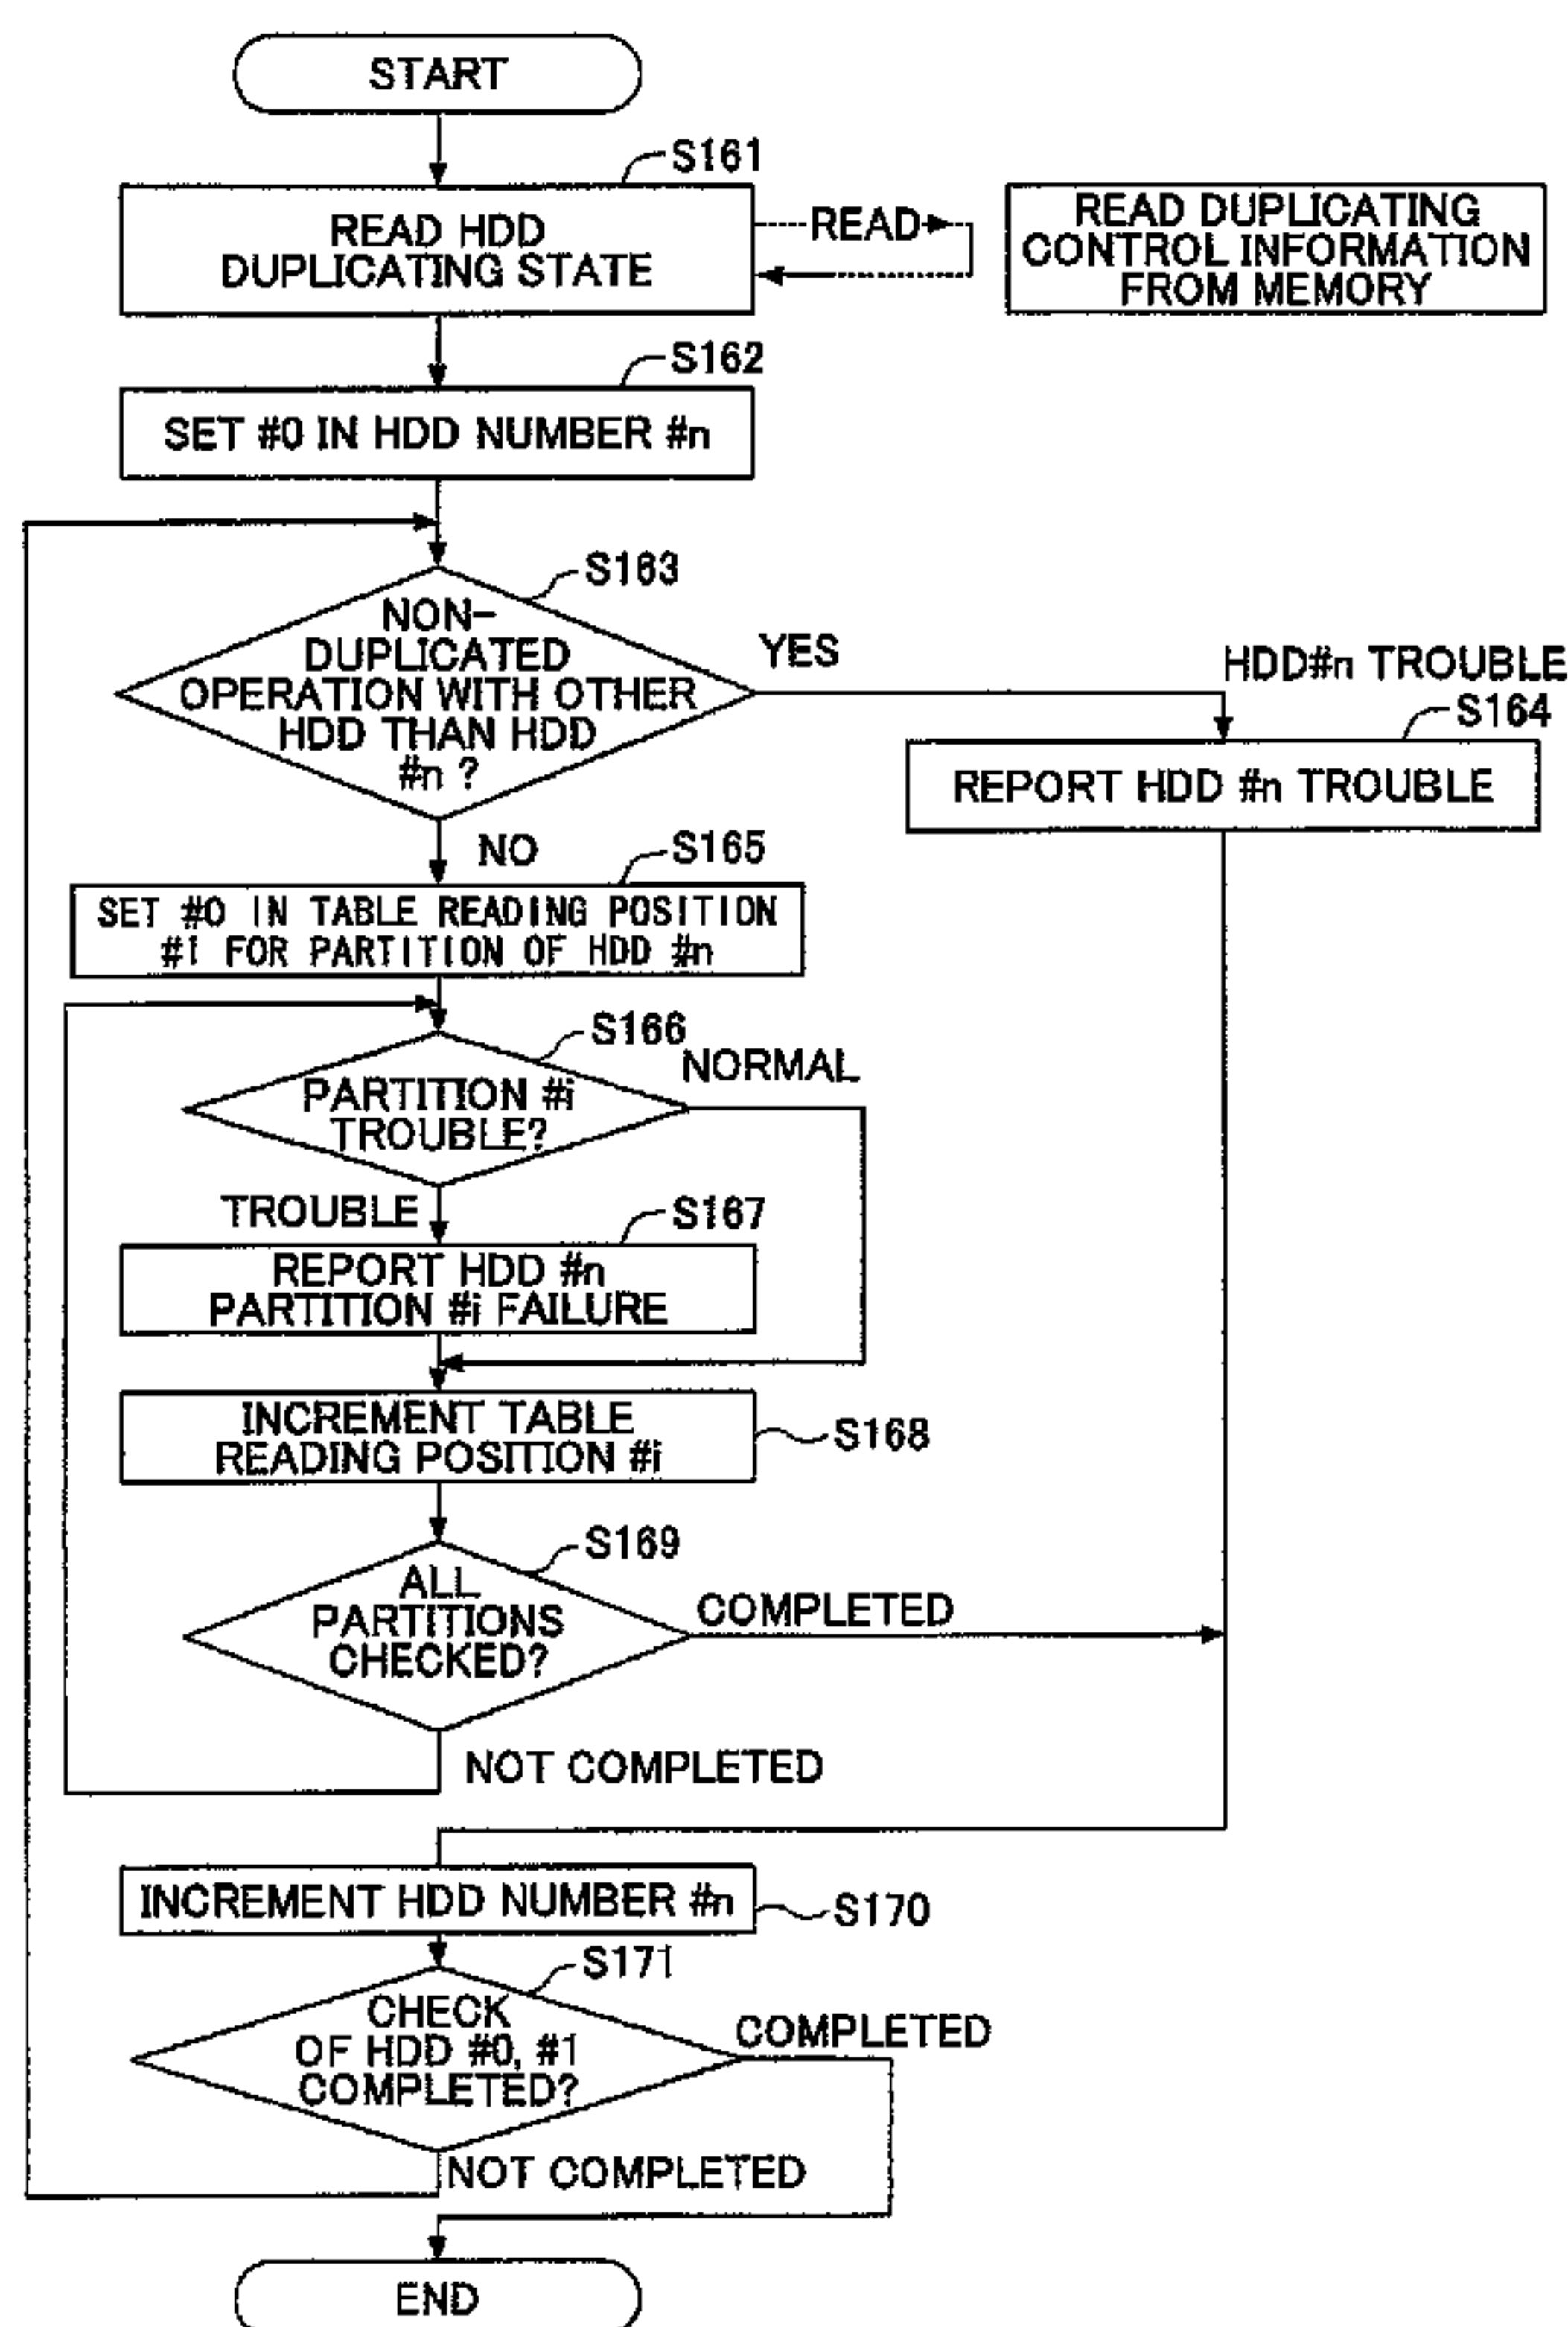 START
S161
READ HDD
DUPLICATING STATE
READ
READ DUPLICATING
CONTROL INFORMATION
FROM MEMORY
S162
SET #0 IN HDD NUMBER #n
S163
NON-
DUPLICATED
OPERATION WITH OTHER
HDD THAN HDD
#n ?
YES
HDD#n TROUBLE
S164
REPORT HDD #n TROUBLE
NO
S165
SET #0 IN TABLE READING POSITION
#1 FOR PARTITION OF HDD #n
S166
NORMAL
PARTITION #i
TROUBLE?
TROUBLE
S167
REPORT HDD #n
PARTITION #i FAILURE
INCREMENT TABLE
READING POSITION #i
S168
S169
ALL
PARTITIONS
CHECKED?
COMPLETED
NOT COMPLETED
INCREMENT HDD NUMBER #n
S170
S171
CHECK
OF HDD #0, #1
COMPLETED?
COMPLETED
NOT COMPLETED
END